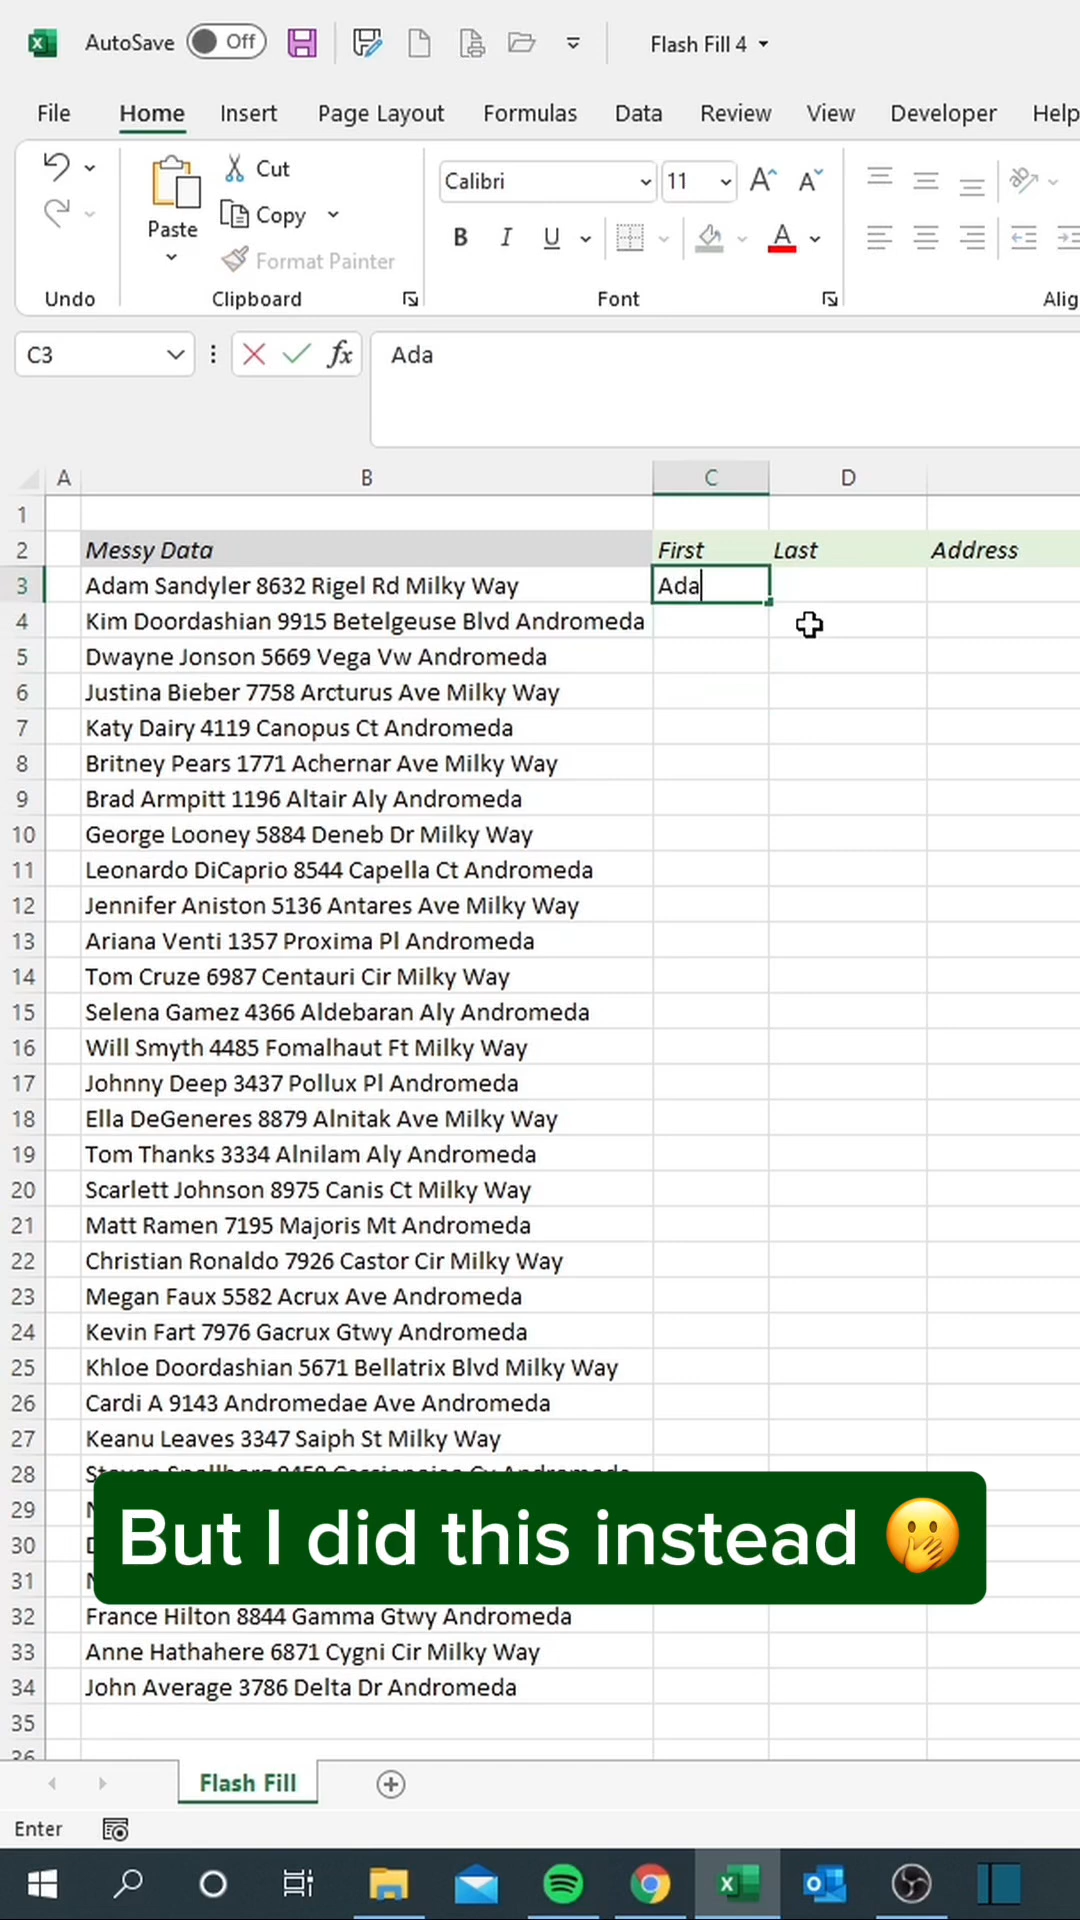 AutoSave Off Flash Fill 4
File Home Insert Page Layout Formulas Data Review View Developer Help
Paste Cut
Copy
Format Painter
Calibri 11
B I U A
Undo Clipboard Font Alig
C3 fx Ada
A B C D
1
2 Messy Data First Last Address
3 Adam Sandyler 8632 Rigel Rd Milky Way Ada
4 Kim Doordashian 9915 Betelgeuse Blvd Andromeda
5 Dwayne Jonson 5669 Vega Vw Andromeda
6 Justina Bieber 7758 Arcturus Ave Milky Way
7 Katy Dairy 4119 Canopus Ct Andromeda
8 Britney Pears 1771 Achernar Ave Milky Way
9 Brad Armpitt 1196 Altair Aly Andromeda
10 George Looney 5884 Deneb Dr Milky Way
11 Leonardo DiCaprio 8544 Capella Ct Andromeda
12 Jennifer Aniston 5136 Antares Ave Milky Way
13 Ariana Venti 1357 Proxima Pl Andromeda
14 Tom Cruze 6987 Centauri Cir Milky Way
15 Selena Gamez 4366 Aldebaran Aly Andromeda
16 Will Smyth 4485 Fomalhaut Ft Milky Way
17 Johnny Deep 3437 Pollux Pl Andromeda
18 Ella DeGeneres 8879 Alnitak Ave Milky Way
19 Tom Thanks 3334 Alnilam Aly Andromeda
20 Scarlett Johnson 8975 Canis Ct Milky Way
21 Matt Ramen 7195 Majoris Mt Andromeda
22 Christian Ronaldo 7926 Castor Cir Milky Way
23 Megan Faux 5582 Acrux Ave Andromeda
24 Kevin Fart 7976 Gacrux Gtwy Andromeda
25 Khloe Doordashian 5671 Bellatrix Blvd Milky Way
26 Cardi A 9143 Andromedae Ave Andromeda
27 Keanu Leaves 3347 Saiph St Milky Way
28
29
30
31
But I did this instead 🤭
32 France Hilton 8844 Gamma Gtwy Andromeda
33 Anne Hathahere 6871 Cygni Cir Milky Way
34 John Average 3786 Delta Dr Andromeda
35
36
Flash Fill
Enter